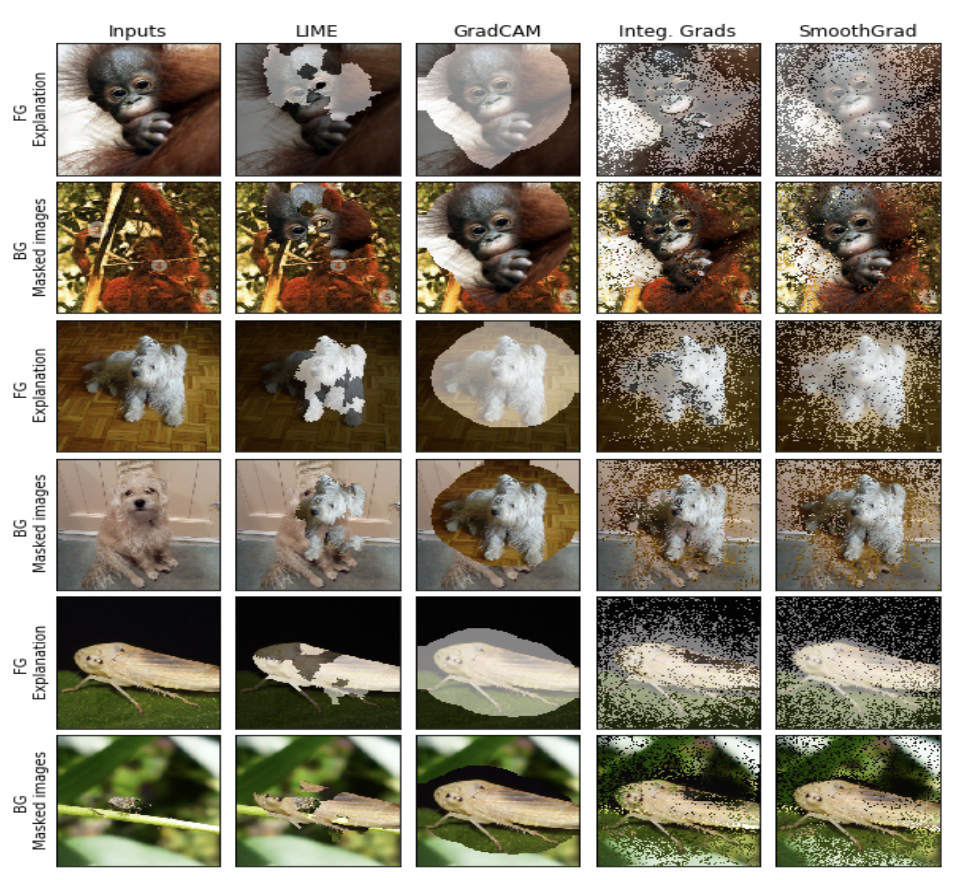 Inputs LIME GradCAM Integ. Grads SmoothGrad
FG
Explanation
BG
Masked images
FG
Explanation
BG
Masked images
FG
Explanation
BG
Masked images